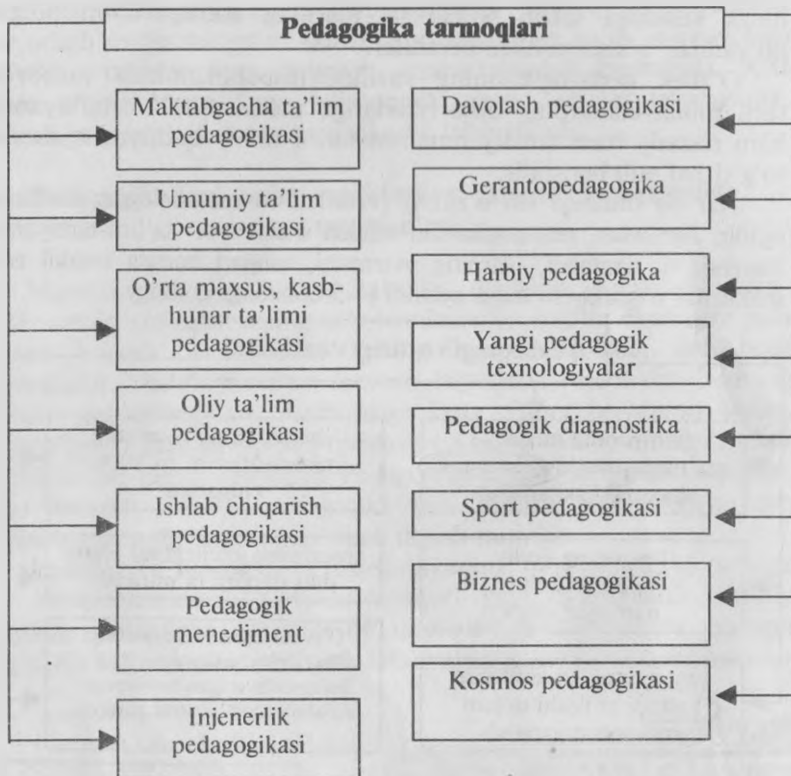 Pedagogika tarmoqlari
Maktabgacha ta’lim
pedagogikasi
Umumiy ta’lim
pedagogikasi
O’rta maxsus, kasb-
hunar ta’limi
pedagogikasi
Oliy ta’lim
pedagogikasi
Ishlab chiqarish
pedagogikasi
Pedagogik
menedjment
Injenerlik
pedagogikasi
Davolash pedagogikasi
Gerantopedagogika
Harbiy pedagogika
Yangi pedagogik
texnologiyalar
Pedagogik diagnostika
Sport pedagogikasi
Biznes pedagogikasi
Kosmos pedagogikasi